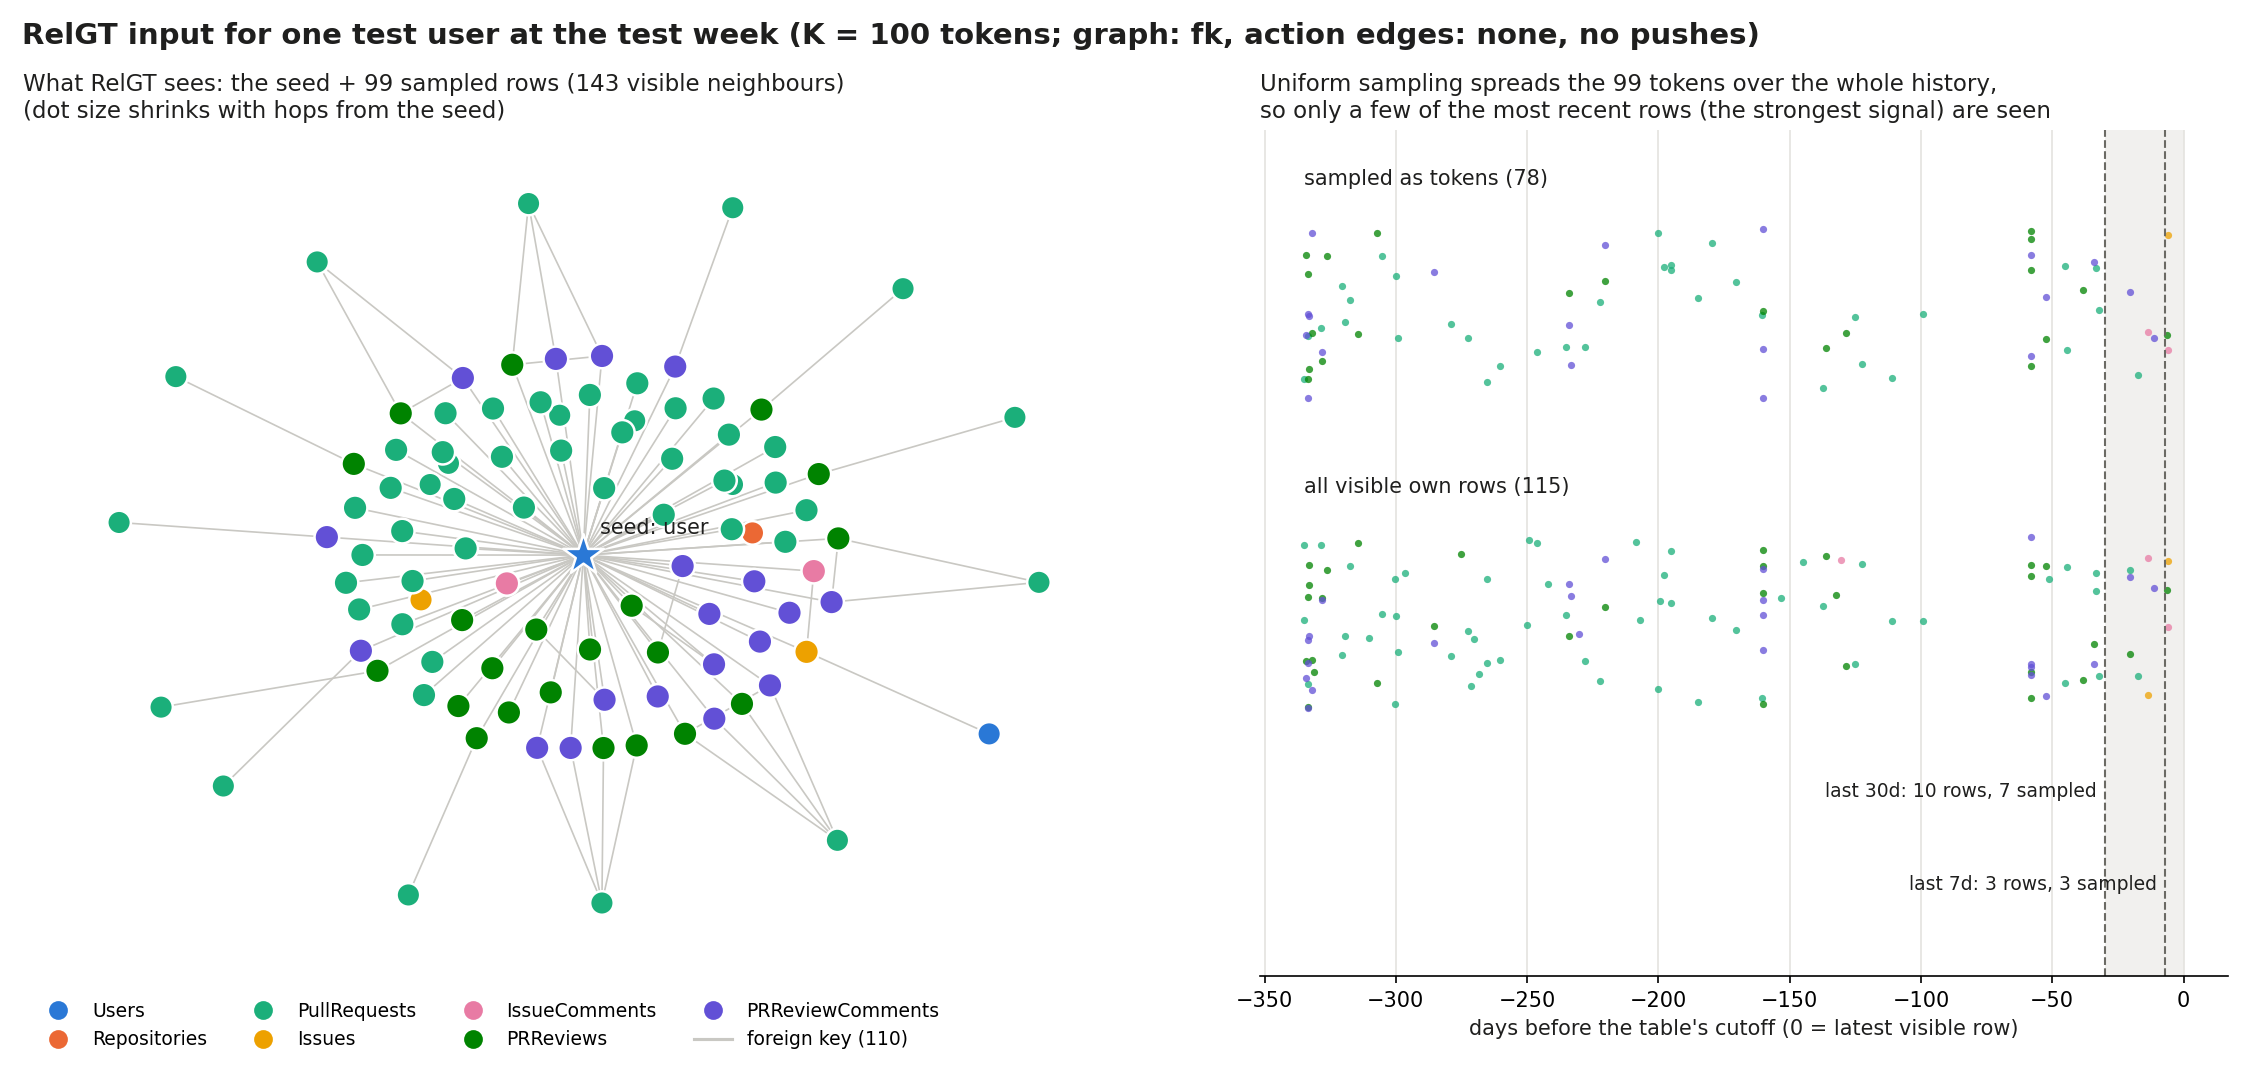 RelGT input for one test user at the test week (K = 100 tokens; graph: fk, action edges: none, no pushes)
What RelGT sees: the seed + 99 sampled rows (143 visible neighbours)
(dot size shrinks with hops from the seed)
seed: user
Users
Repositories
PullRequests
Issues
IssueComments
PRReviews
PRReviewComments
foreign key (110)
Uniform sampling spreads the 99 tokens over the whole history,
so only a few of the most recent rows (the strongest signal) are seen
sampled as tokens (78)
all visible own rows (115)
last 30d: 10 rows, 7 sampled
last 7d: 3 rows, 3 sampled
−350 −300 −250 −200 −150 −100 −50 0
days before the table's cutoff (0 = latest visible row)